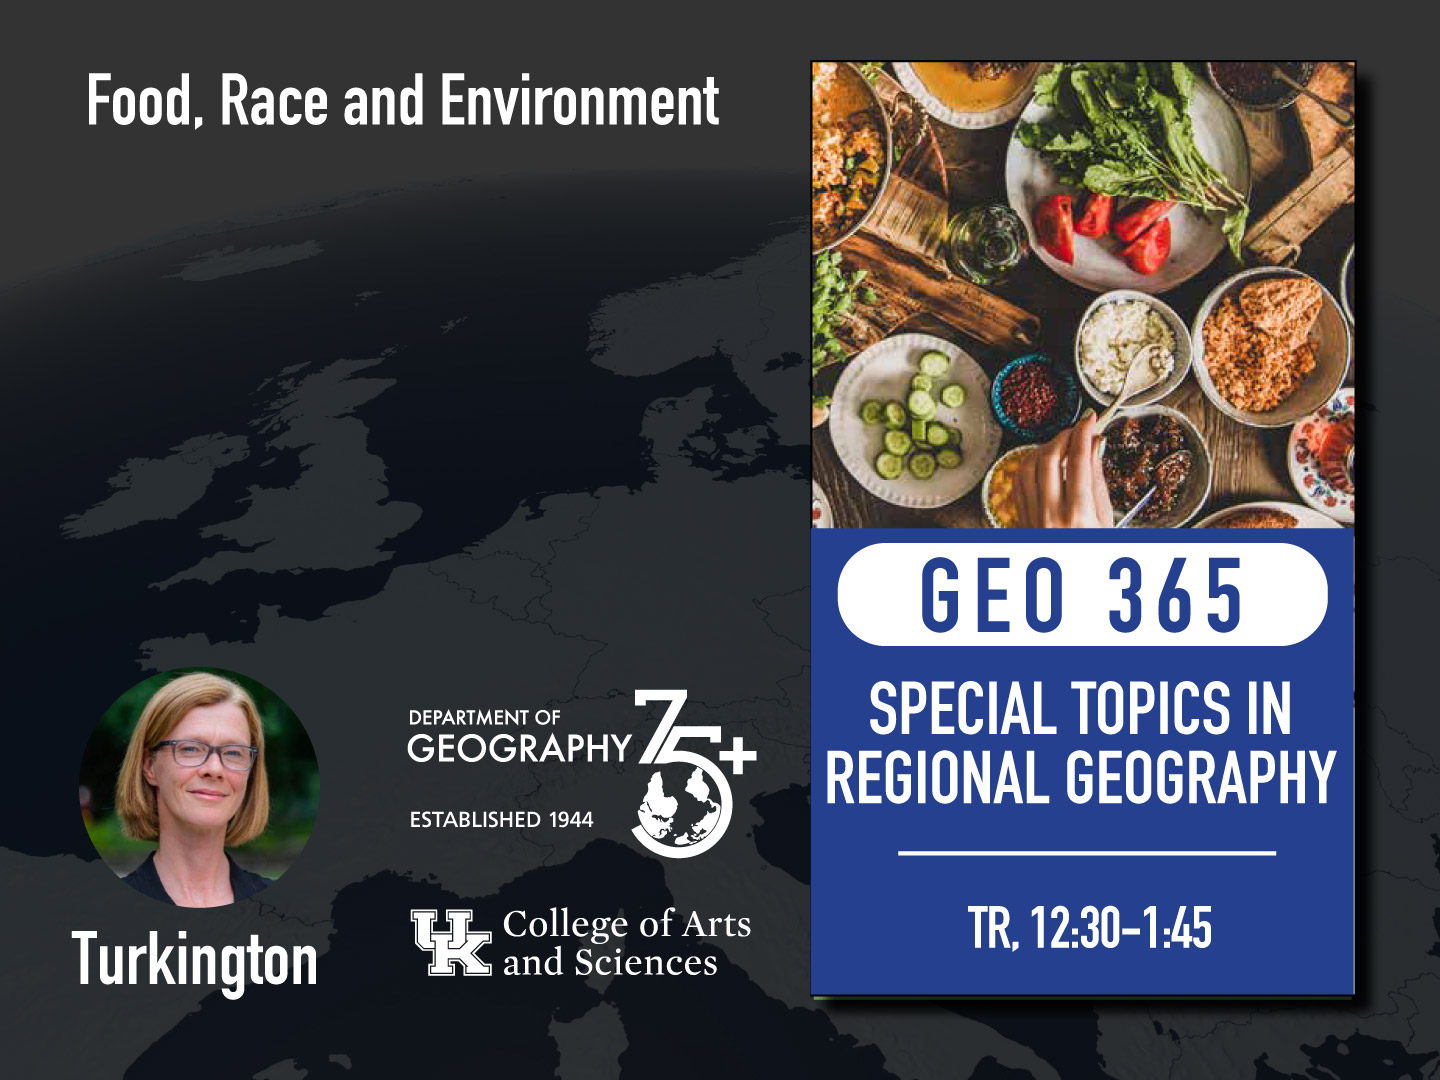 Food, Race and Environment
GEO 365
SPECIAL TOPICS IN
REGIONAL GEOGRAPHY
TR, 12:30–1:45
Turkington
DEPARTMENT OF
GEOGRAPHY
75+
ESTABLISHED 1944
UK
College of Arts
and Sciences